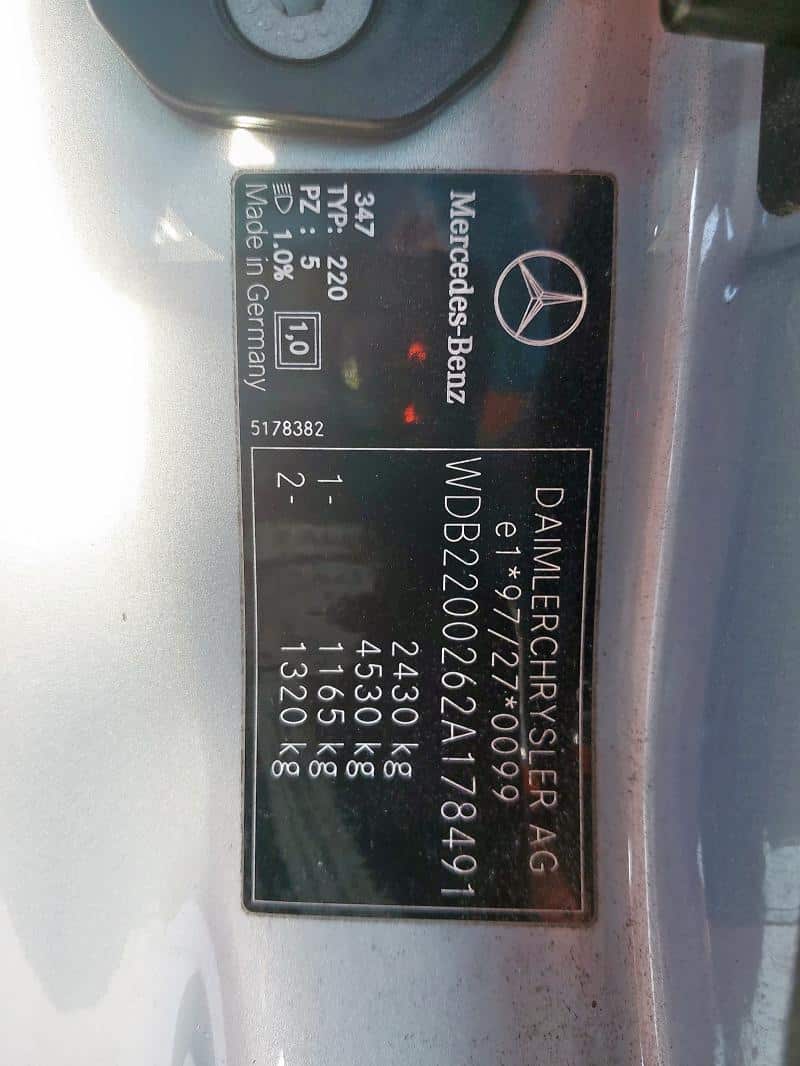 Mercedes-Benz
347
TYP: 220
PZ : 5
1.0% 1,0
Made in Germany
5178382
DAIMLERCHRYSLER AG
e1*97/27*0099
WDB2200262A178491
2430 kg
4530 kg
1- 1165 kg
2- 1320 kg